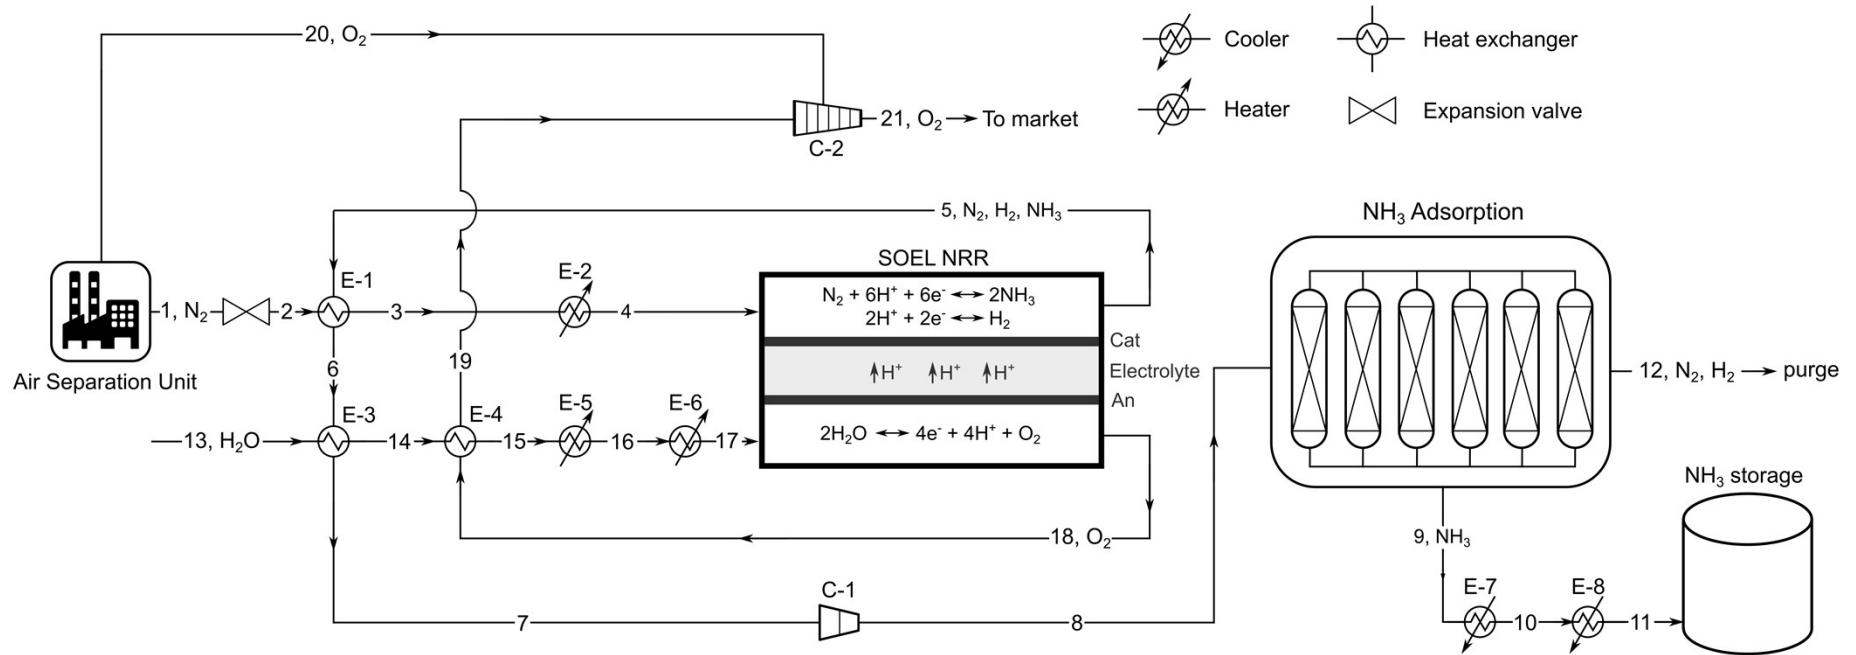 20, O₂
Cooler
Heat exchanger
Heater
Expansion valve
21, O₂
To market
C-2
5, N₂, H₂, NH₃
NH₃ Adsorption
SOEL NRR
E-1
E-2
N₂ + 6H⁺ + 6e⁻ ↔ 2NH₃
2H⁺ + 2e⁻ ↔ H₂
1, N₂
2
3
4
Cat
Air Separation Unit
6
19
H⁺ H⁺ H⁺
Electrolyte
12, N₂, H₂
purge
An
E-3
E-4
E-5
E-6
13, H₂O
14
15
16
17
2H₂O ↔ 4e⁻ + 4H⁺ + O₂
NH₃ storage
18, O₂
9, NH₃
C-1
E-7
E-8
7
8
10
11